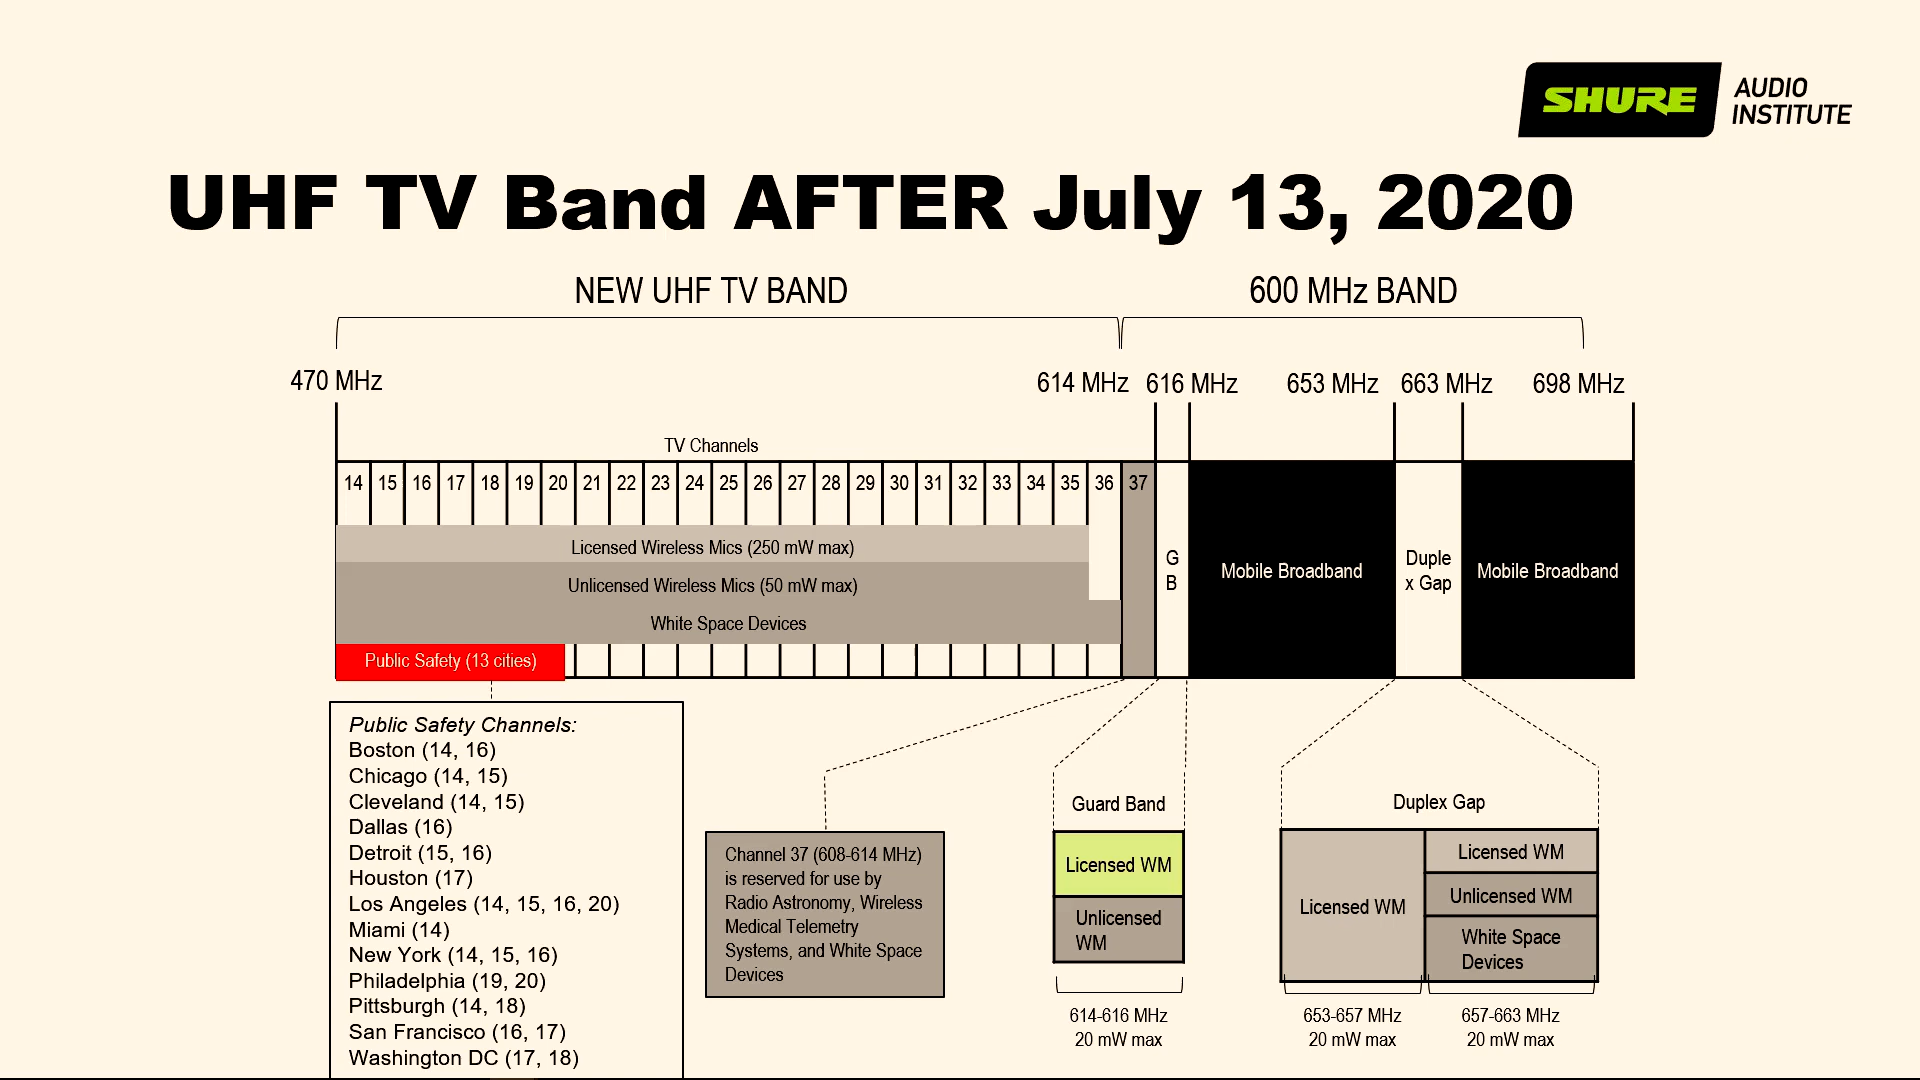 SHURE
AUDIO
INSTITUTE
UHF TV Band AFTER July 13, 2020
NEW UHF TV BAND
600 MHz BAND
470 MHz
614 MHz
616 MHz
653 MHz
663 MHz
698 MHz
TV Channels
14 15 16 17 18 19 20 21 22 23 24 25 26 27 28 29 30 31 32 33 34 35 36 37
Licensed Wireless Mics (250 mW max)
Unlicensed Wireless Mics (50 mW max)
White Space Devices
Public Safety (13 cities)
G
B
Mobile Broadband
Duple
x Gap
Mobile Broadband
Public Safety Channels:
Boston (14, 16)
Chicago (14, 15)
Cleveland (14, 15)
Dallas (16)
Detroit (15, 16)
Houston (17)
Los Angeles (14, 15, 16, 20)
Miami (14)
New York (14, 15, 16)
Philadelphia (19, 20)
Pittsburgh (14, 18)
San Francisco (16, 17)
Washington DC (17, 18)
Channel 37 (608-614 MHz)
is reserved for use by
Radio Astronomy, Wireless
Medical Telemetry
Systems, and White Space
Devices
Guard Band
Licensed WM
Unlicensed
WM
614-616 MHz
20 mW max
Duplex Gap
Licensed WM
Licensed WM
Unlicensed WM
White Space
Devices
653-657 MHz
20 mW max
657-663 MHz
20 mW max